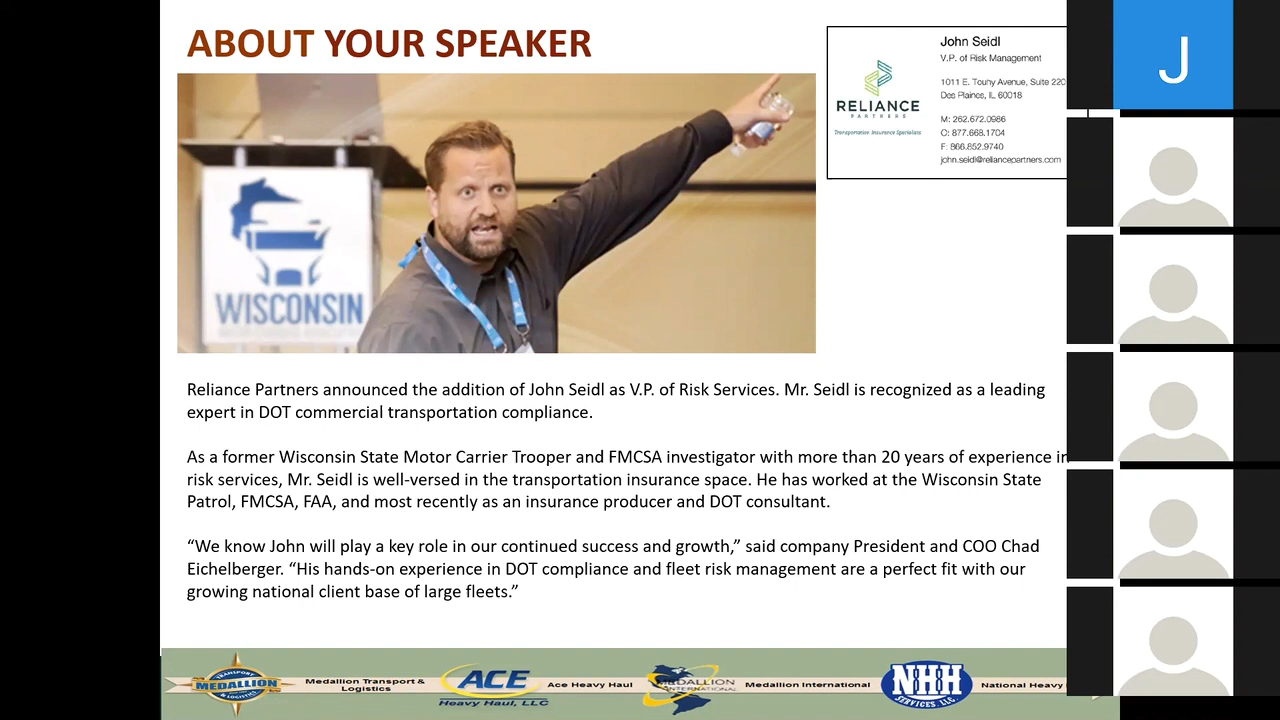 ABOUT YOUR SPEAKER
WISCONSIN
RELIANCE
PARTNERS
Transportation Insurance Specialists
John Seidl
V.P. of Risk Management
1011 E. Touhy Avenue, Suite 220
Des Plaines, IL 60018
M: 262.672.0986
O: 877.668.1704
F: 866.852.9740
john.seidl@reliancepartners.com
J
Reliance Partners announced the addition of John Seidl as V.P. of Risk Services. Mr. Seidl is recognized as a leading
expert in DOT commercial transportation compliance.
As a former Wisconsin State Motor Carrier Trooper and FMCSA investigator with more than 20 years of experience in
risk services, Mr. Seidl is well-versed in the transportation insurance space. He has worked at the Wisconsin State
Patrol, FMCSA, FAA, and most recently as an insurance producer and DOT consultant.
“We know John will play a key role in our continued success and growth,” said company President and COO Chad
Eichelberger. “His hands-on experience in DOT compliance and fleet risk management are a perfect fit with our
growing national client base of large fleets.”
TRANSPORT
MEDALLION
& LOGISTICS
Medallion Transport &
Logistics
ACE
Heavy Haul, LLC
Ace Heavy Haul
MEDALLION
INTERNATIONAL
Medallion International
NHH
SERVICES, LLC
National Heavy